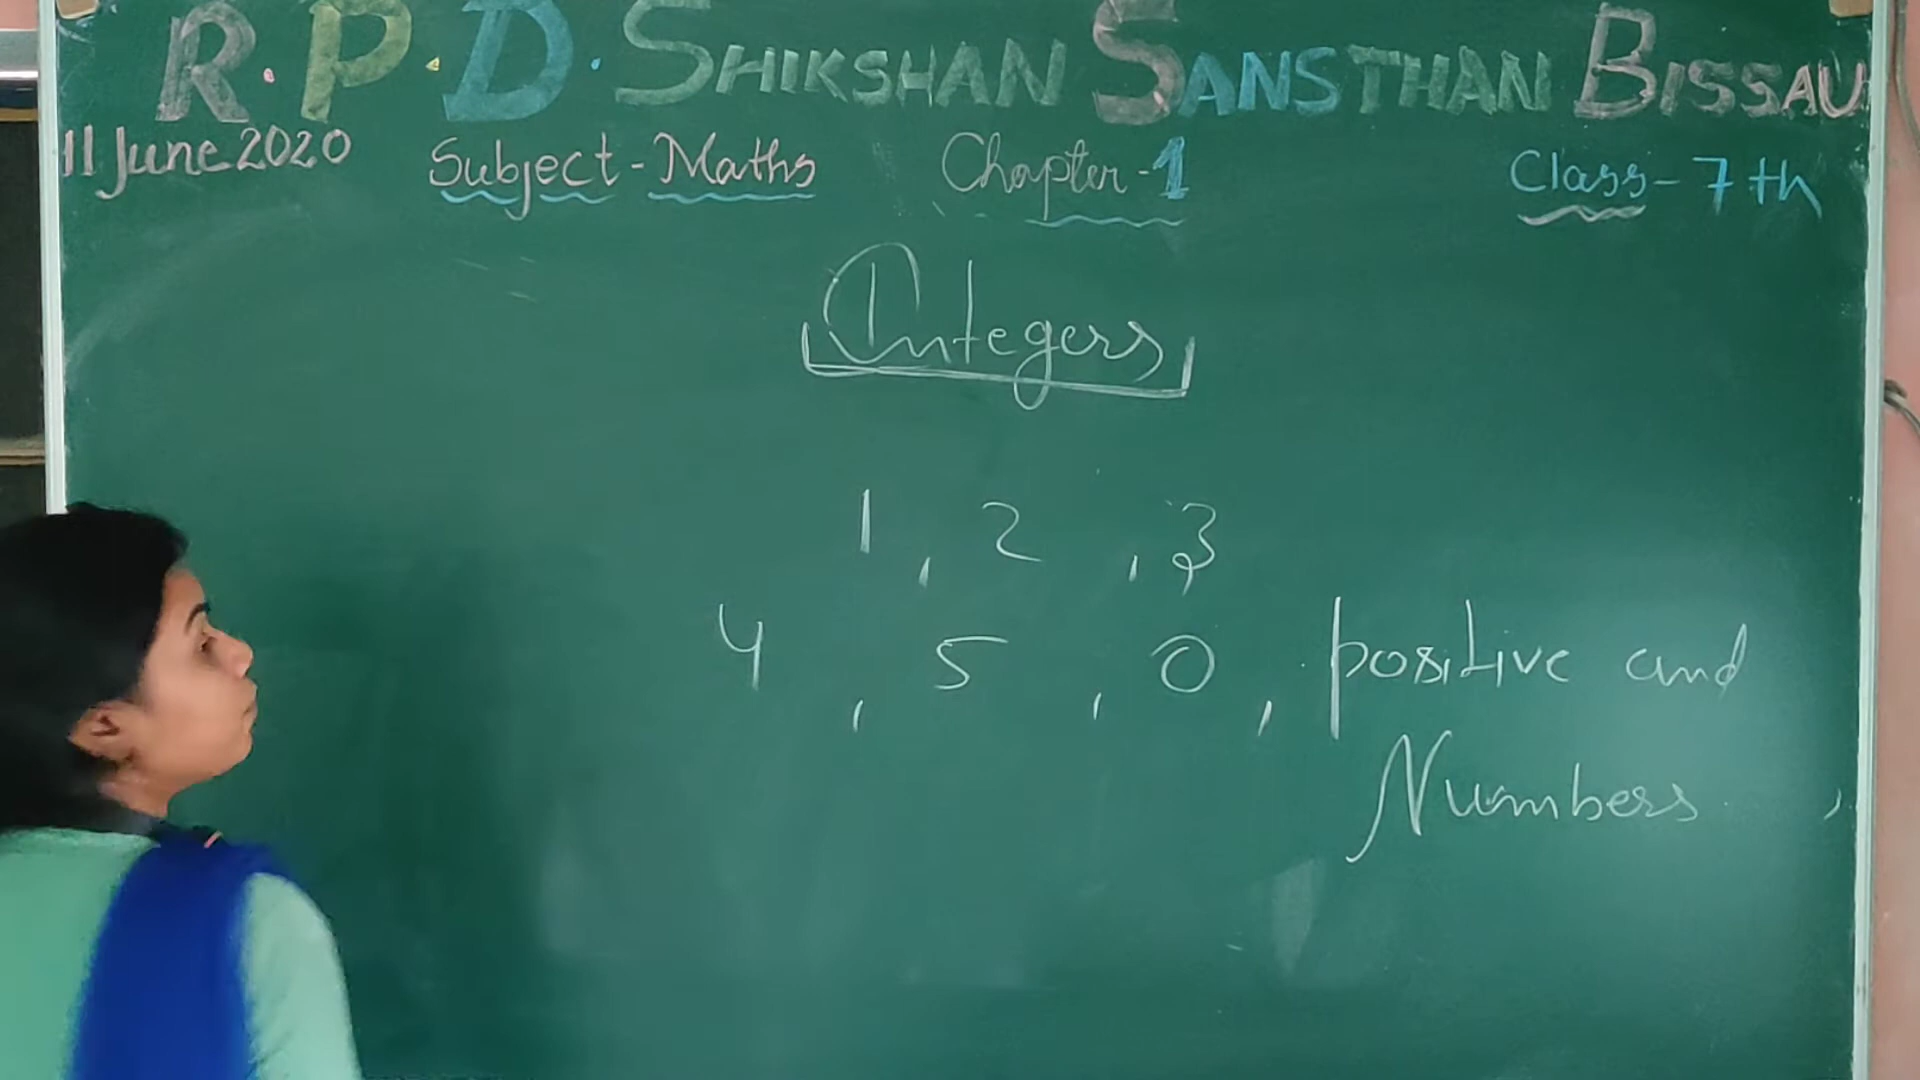 R.P.D. SHIKSHAN SANSTHAN BISSAU
11 June 2020 Subject - Maths Chapter - 1 Class - 7th
Integers
1, 2, 3
4, 5, 0, positive and
Numbers,